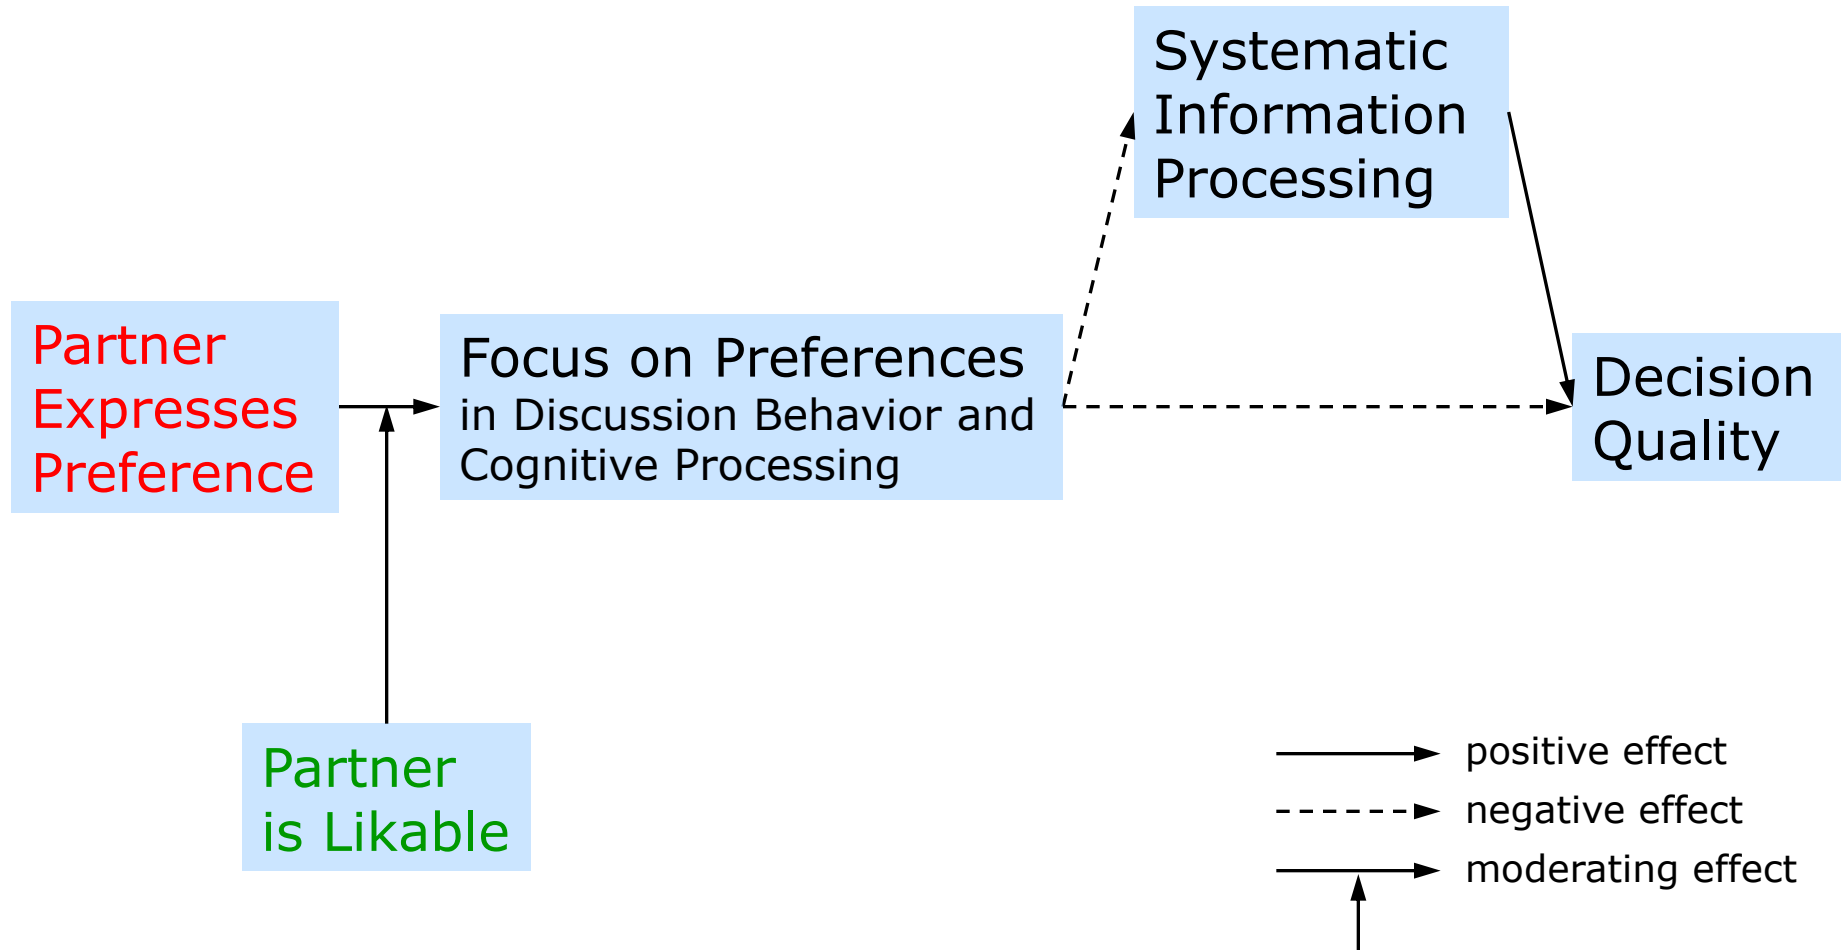 Systematic
Information
Processing
Partner
Expresses
Preference
Focus on Preferences
in Discussion Behavior and
Cognitive Processing
Decision
Quality
Partner
is Likable
positive effect
negative effect
moderating effect